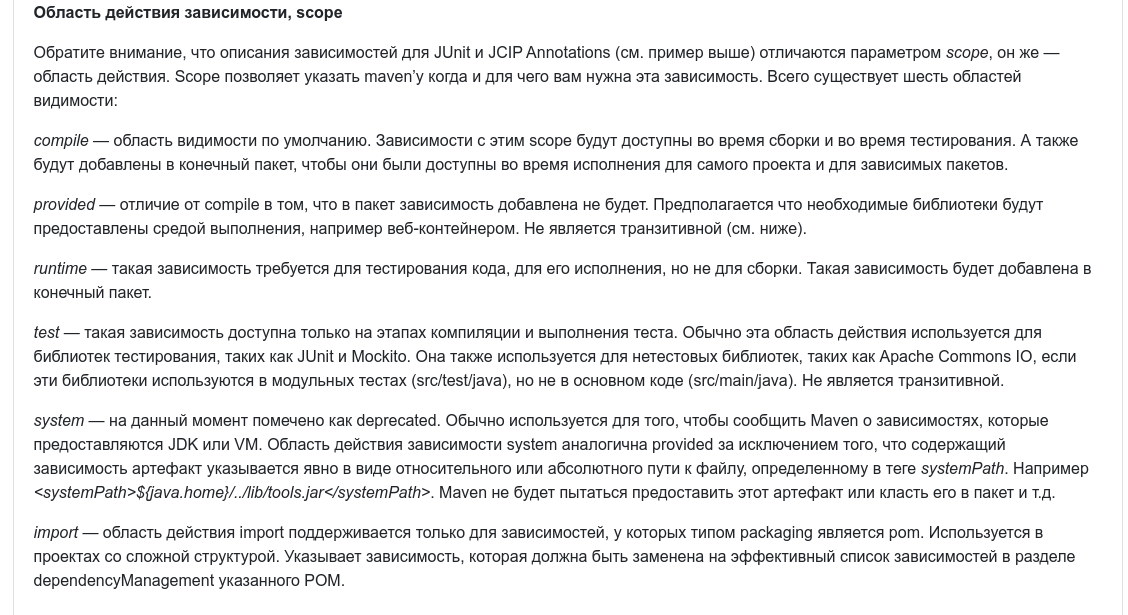 Область действия зависимости, scope
Обратите внимание, что описания зависимостей для JUnit и JCIP Annotations (см. пример выше) отличаются параметром scope, он же —
область действия. Scope позволяет указать maven’у когда и для чего вам нужна эта зависимость. Всего существует шесть областей
видимости:
compile — область видимости по умолчанию. Зависимости с этим scope будут доступны во время сборки и во время тестирования. А также
будут добавлены в конечный пакет, чтобы они были доступны во время исполнения для самого проекта и для зависимых пакетов.
provided — отличие от compile в том, что в пакет зависимость добавлена не будет. Предполагается что необходимые библиотеки будут
предоставлены средой выполнения, например веб-контейнером. Не является транзитивной (см. ниже).
runtime — такая зависимость требуется для тестирования кода, для его исполнения, но не для сборки. Такая зависимость будет добавлена в
конечный пакет.
test — такая зависимость доступна только на этапах компиляции и выполнения теста. Обычно эта область действия используется для
библиотек тестирования, таких как JUnit и Mockito. Она также используется для нетестовых библиотек, таких как Apache Commons IO, если
эти библиотеки используются в модульных тестах (src/test/java), но не в основном коде (src/main/java). Не является транзитивной.
system — на данный момент помечено как deprecated. Обычно используется для того, чтобы сообщить Maven о зависимостях, которые
предоставляются JDK или VM. Область действия зависимости system аналогична provided за исключением того, что содержащий
зависимость артефакт указывается явно в виде относительного или абсолютного пути к файлу, определенному в теге systemPath. Например
<systemPath>${java.home}/../lib/tools.jar</systemPath>. Maven не будет пытаться предоставить этот артефакт или класть его в пакет и т.д.
import — область действия import поддерживается только для зависимостей, у которых типом packaging является pom. Используется в
проектах со сложной структурой. Указывает зависимость, которая должна быть заменена на эффективный список зависимостей в разделе
dependencyManagement указанного POM.